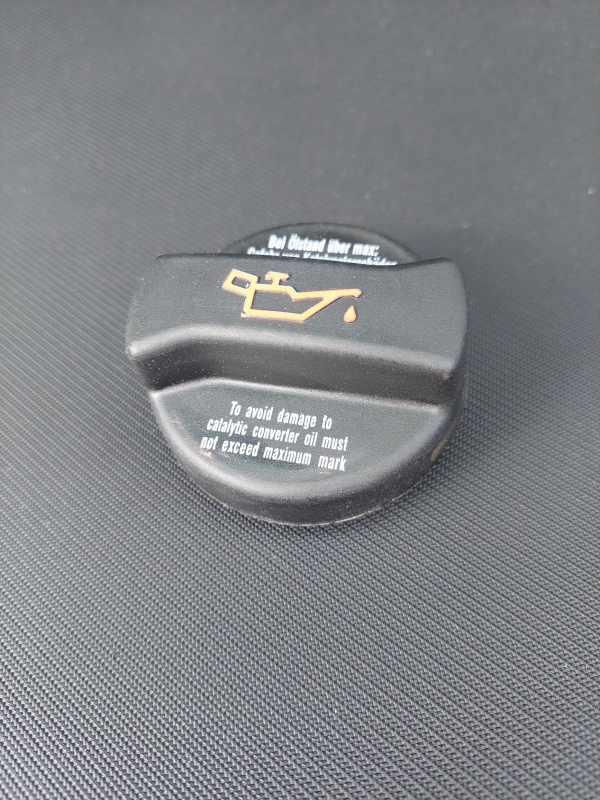 Bei Ölstand über max:
To avoid damage to
catalytic converter oil must
not exceed maximum mark